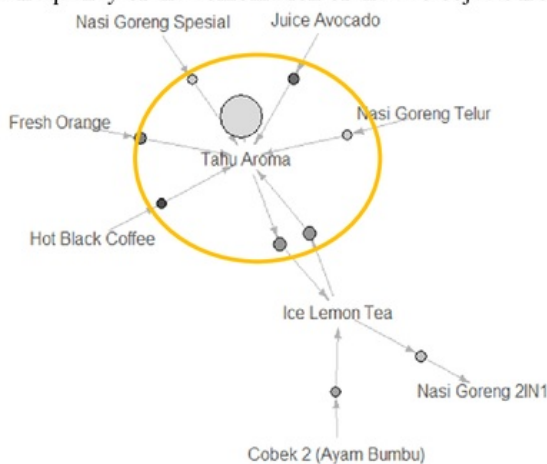 Nasi Goreng Spesial
Juice Avocado
Fresh Orange
Nasi Goreng Telur
Tahu Aroma
Hot Black Coffee
Ice Lemon Tea
Nasi Goreng 2IN1
Cobek 2 (Ayam Bumbu)